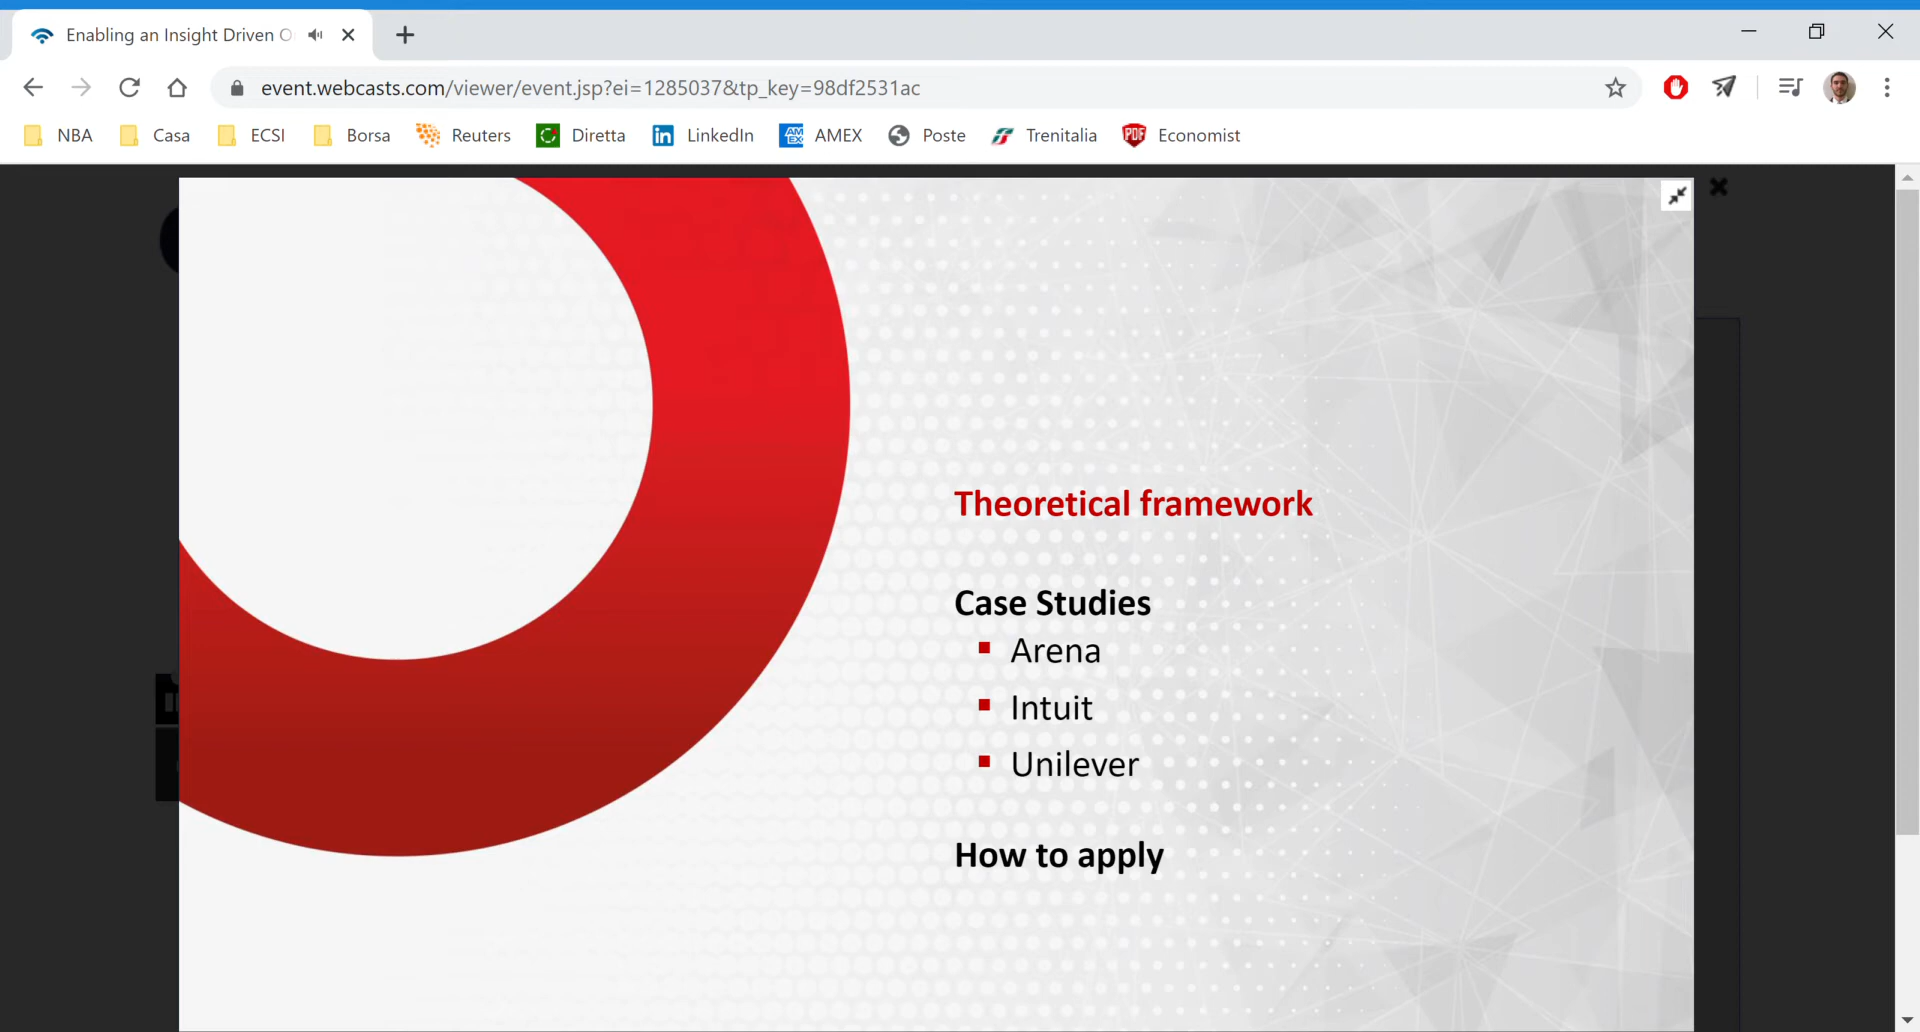 Enabling an Insight Driven O
event.webcasts.com/viewer/event.jsp?ei=1285037&tp_key=98df2531ac
NBA Casa ECSI Borsa Reuters Diretta LinkedIn AMEX Poste Trenitalia Economist
Theoretical framework
Case Studies
Arena
Intuit
Unilever
How to apply